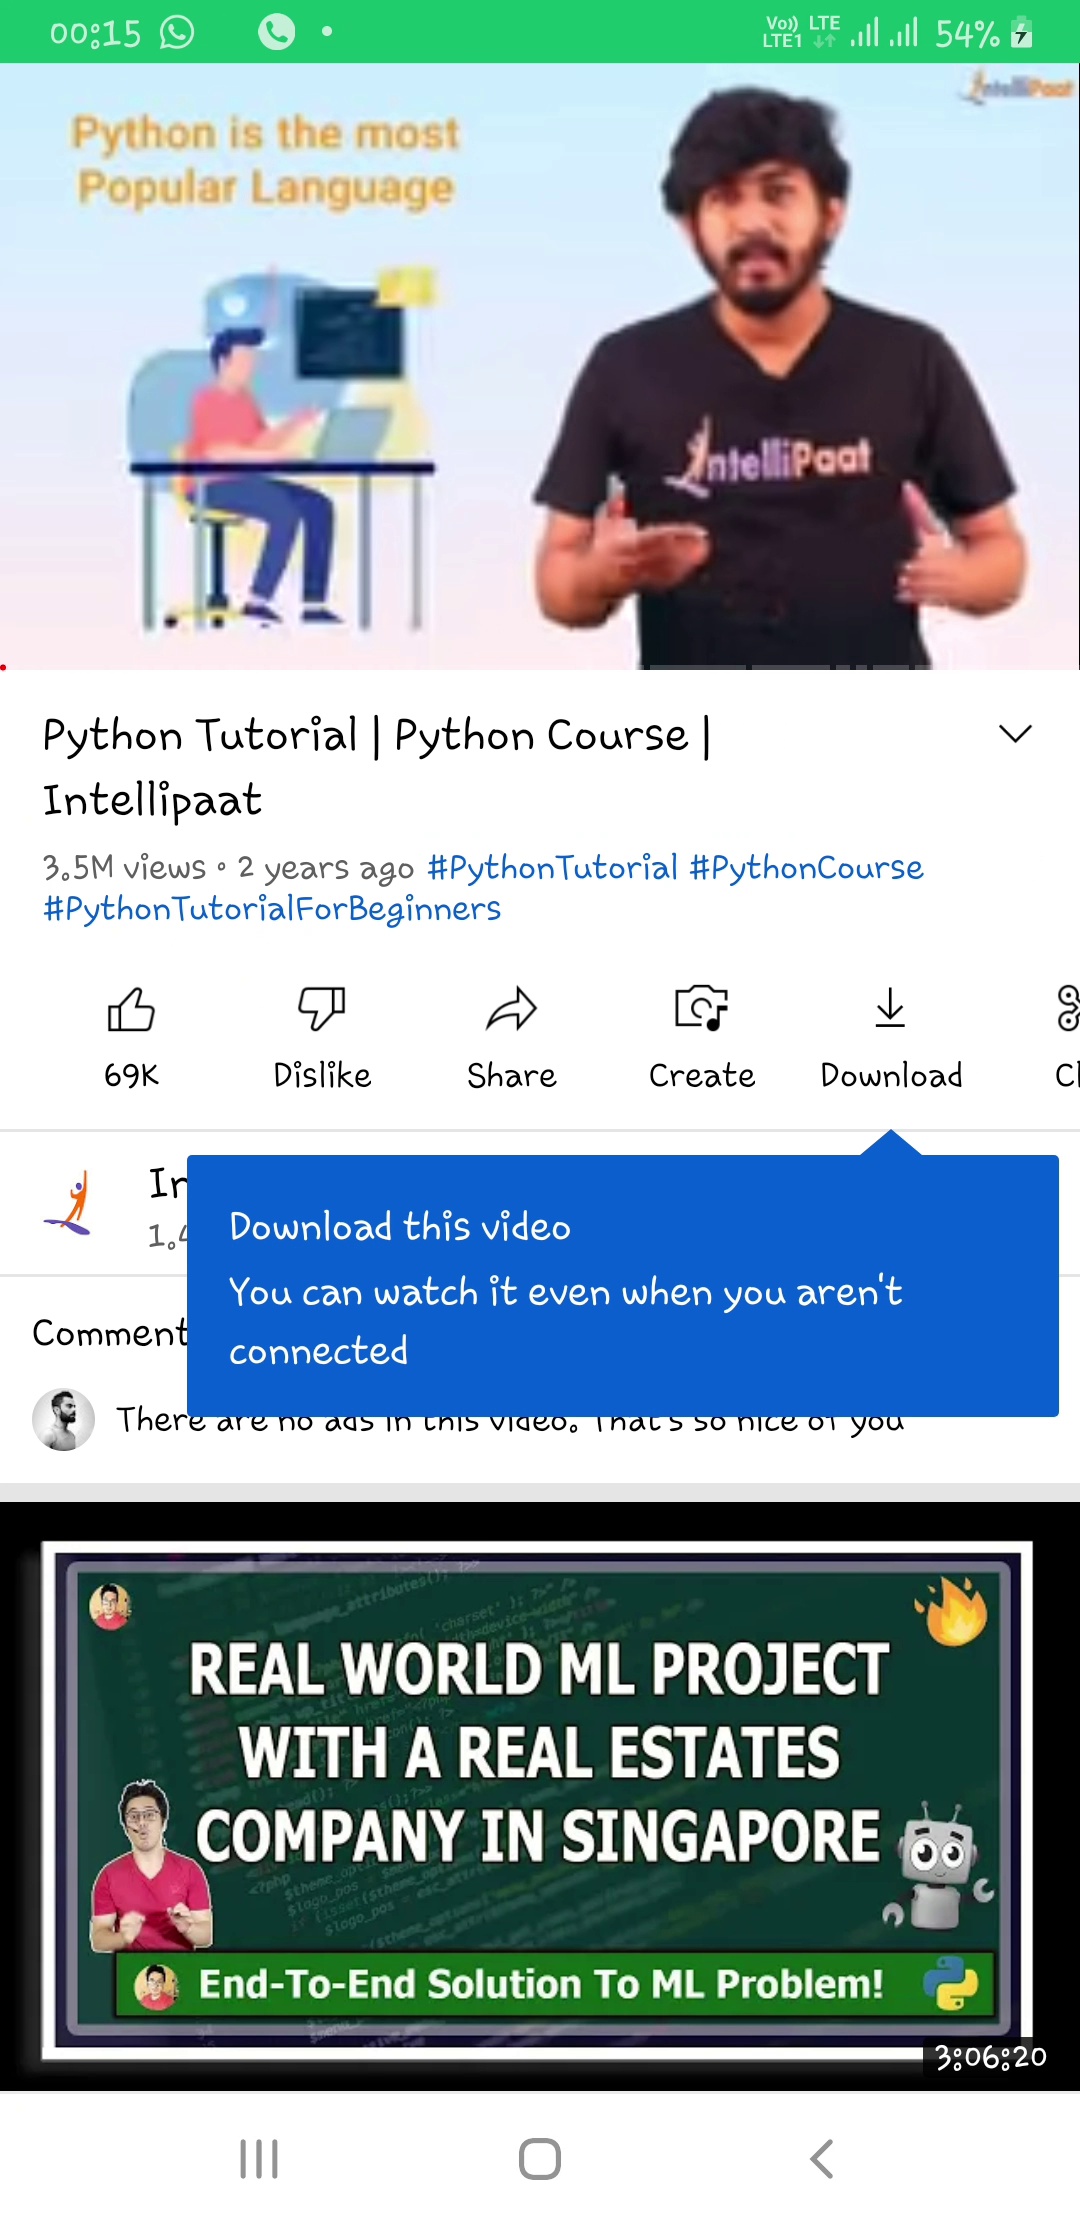 00:15
Vo)) LTE
LTE1
54%
IntelliPaat
Python is the most
Popular Language
IntelliPaat
Python Tutorial | Python Course |
Intellipaat
3.5M views • 2 years ago #PythonTutorial #PythonCourse
#PythonTutorialForBeginners
69K Dislike Share Create Download
Download this video
You can watch it even when you aren't
connected
Comment
There are no ads in this video. That's so nice of you
REAL WORLD ML PROJECT
WITH A REAL ESTATES
COMPANY IN SINGAPORE
End-To-End Solution To ML Problem!
3:06:20